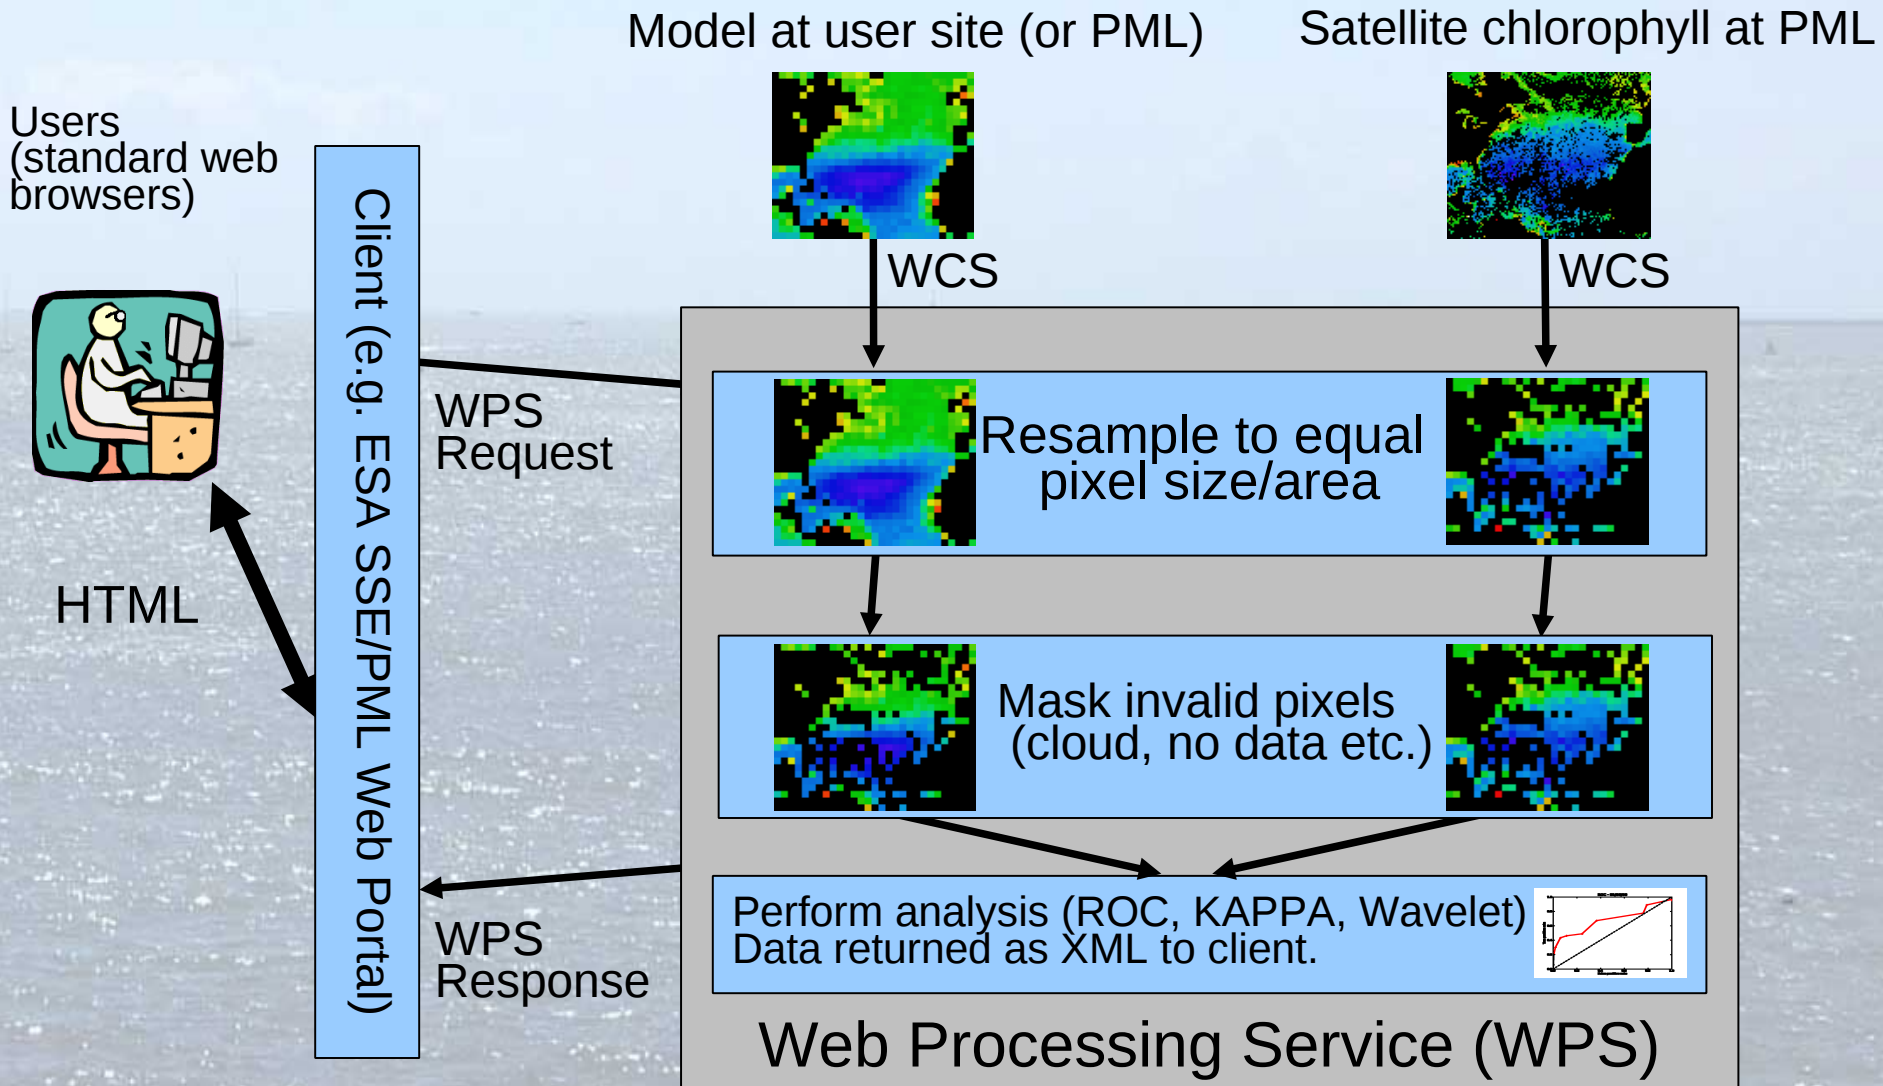 Model at user site (or PML)
Satellite chlorophyll at PML
Users
(standard web
browsers)
Client (e.g. ESA SSE/PML Web Portal)
HTML
WCS
WCS
WPS
Request
Resample to equal
pixel size/area
Mask invalid pixels
(cloud, no data etc.)
WPS
Response
Perform analysis (ROC, KAPPA, Wavelet)
Data returned as XML to client.
Web Processing Service (WPS)